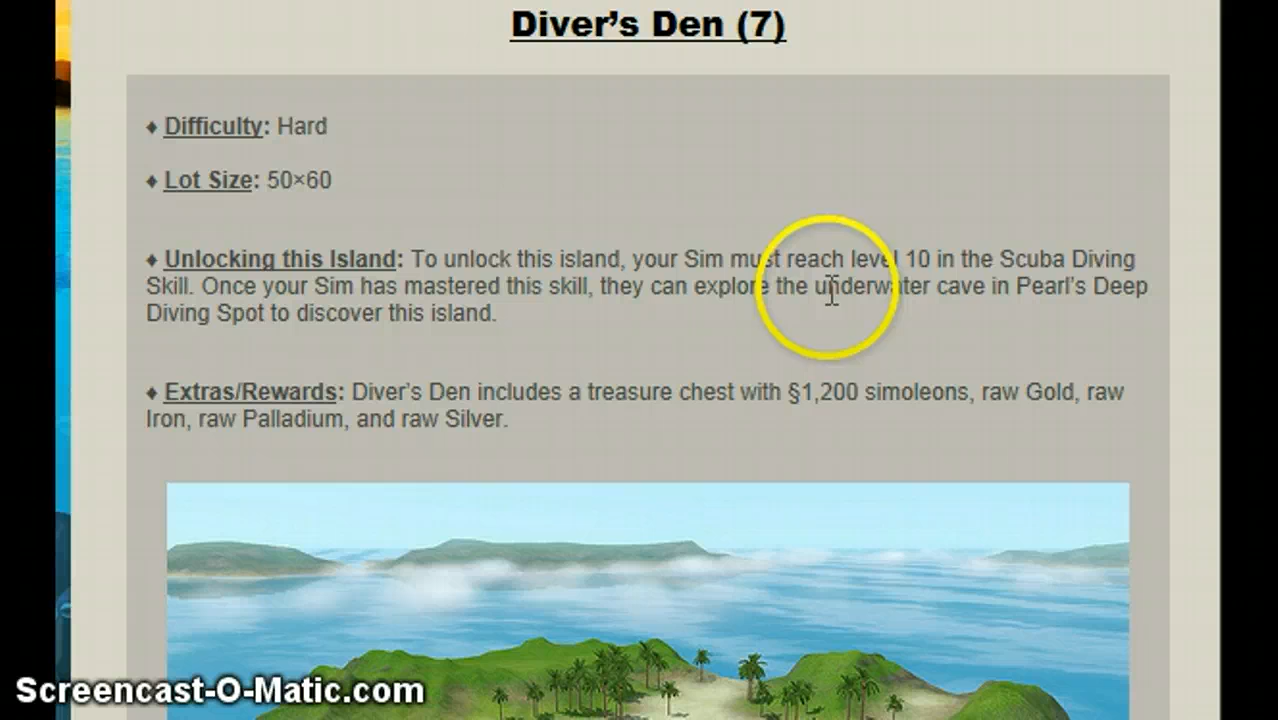 Diver’s Den (7)
♦ Difficulty: Hard
♦ Lot Size: 50×60
♦ Unlocking this Island: To unlock this island, your Sim must reach level 10 in the Scuba Diving
Skill. Once your Sim has mastered this skill, they can explore the underwater cave in Pearl’s Deep
Diving Spot to discover this island.
♦ Extras/Rewards: Diver’s Den includes a treasure chest with §1,200 simoleons, raw Gold, raw
Iron, raw Palladium, and raw Silver.
Screencast-O-Matic.com